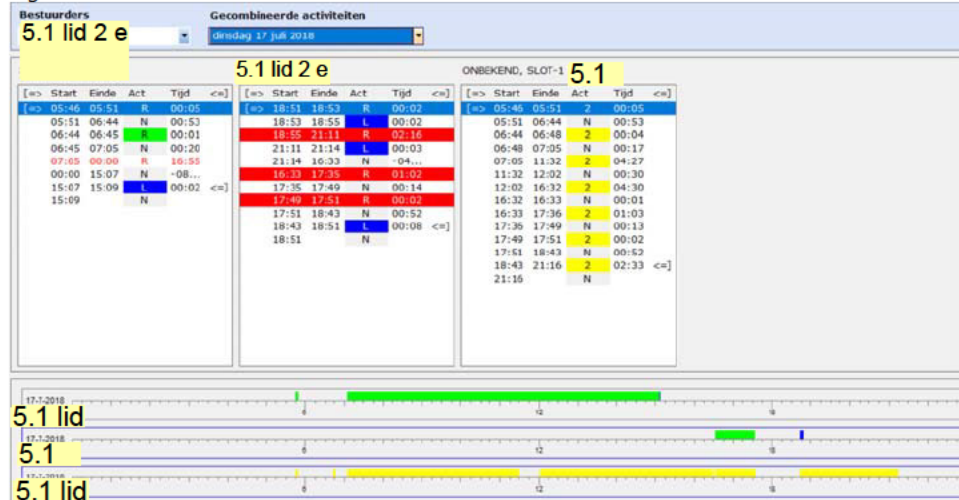 Bestuurders Gecombineerde activiteiten
5.1 lid 2 e dinsdag 17 juli 2018
5.1 lid 2 e ONBEKEND, SLOT-1 5.1
[=> Start Einde Act Tijd <=] [=> Start Einde Act Tijd <=] [=> Start Einde Act Tijd <=]
[=> 05:46 05:51 R 00:05 [=> 18:51 18:53 R 00:02 [=> 05:46 05:51 2 00:05
05:51 06:44 N 00:53 18:53 18:55 L 00:02 05:51 06:44 N 00:53
06:44 06:45 R 00:01 18:55 21:11 R 02:16 06:44 06:48 2 00:04
06:45 07:05 N 00:20 21:11 21:14 L 00:03 06:48 07:05 N 00:17
07:05 00:00 R 16:55 21:14 16:33 N -04... 07:05 11:32 2 04:27
00:00 15:07 N -08... 16:33 17:35 R 01:02 11:32 12:02 N 00:30
15:07 15:09 L 00:02 <=] 17:35 17:49 N 00:14 12:02 16:32 2 04:30
15:09 N 17:49 17:51 R 00:02 16:32 16:33 N 00:01
17:51 18:43 N 00:52 16:33 17:36 2 01:03
18:43 18:51 L 00:08 <=] 17:36 17:49 N 00:13
18:51 N 17:49 17:51 2 00:02
17:51 18:43 N 00:52
18:43 21:16 2 02:33 <=]
21:16 N
17-7-2018
5.1 lid 6 12 18
17-7-2018
5.1 6 12 18
17-7-2018
5.1 lid 6 12 18